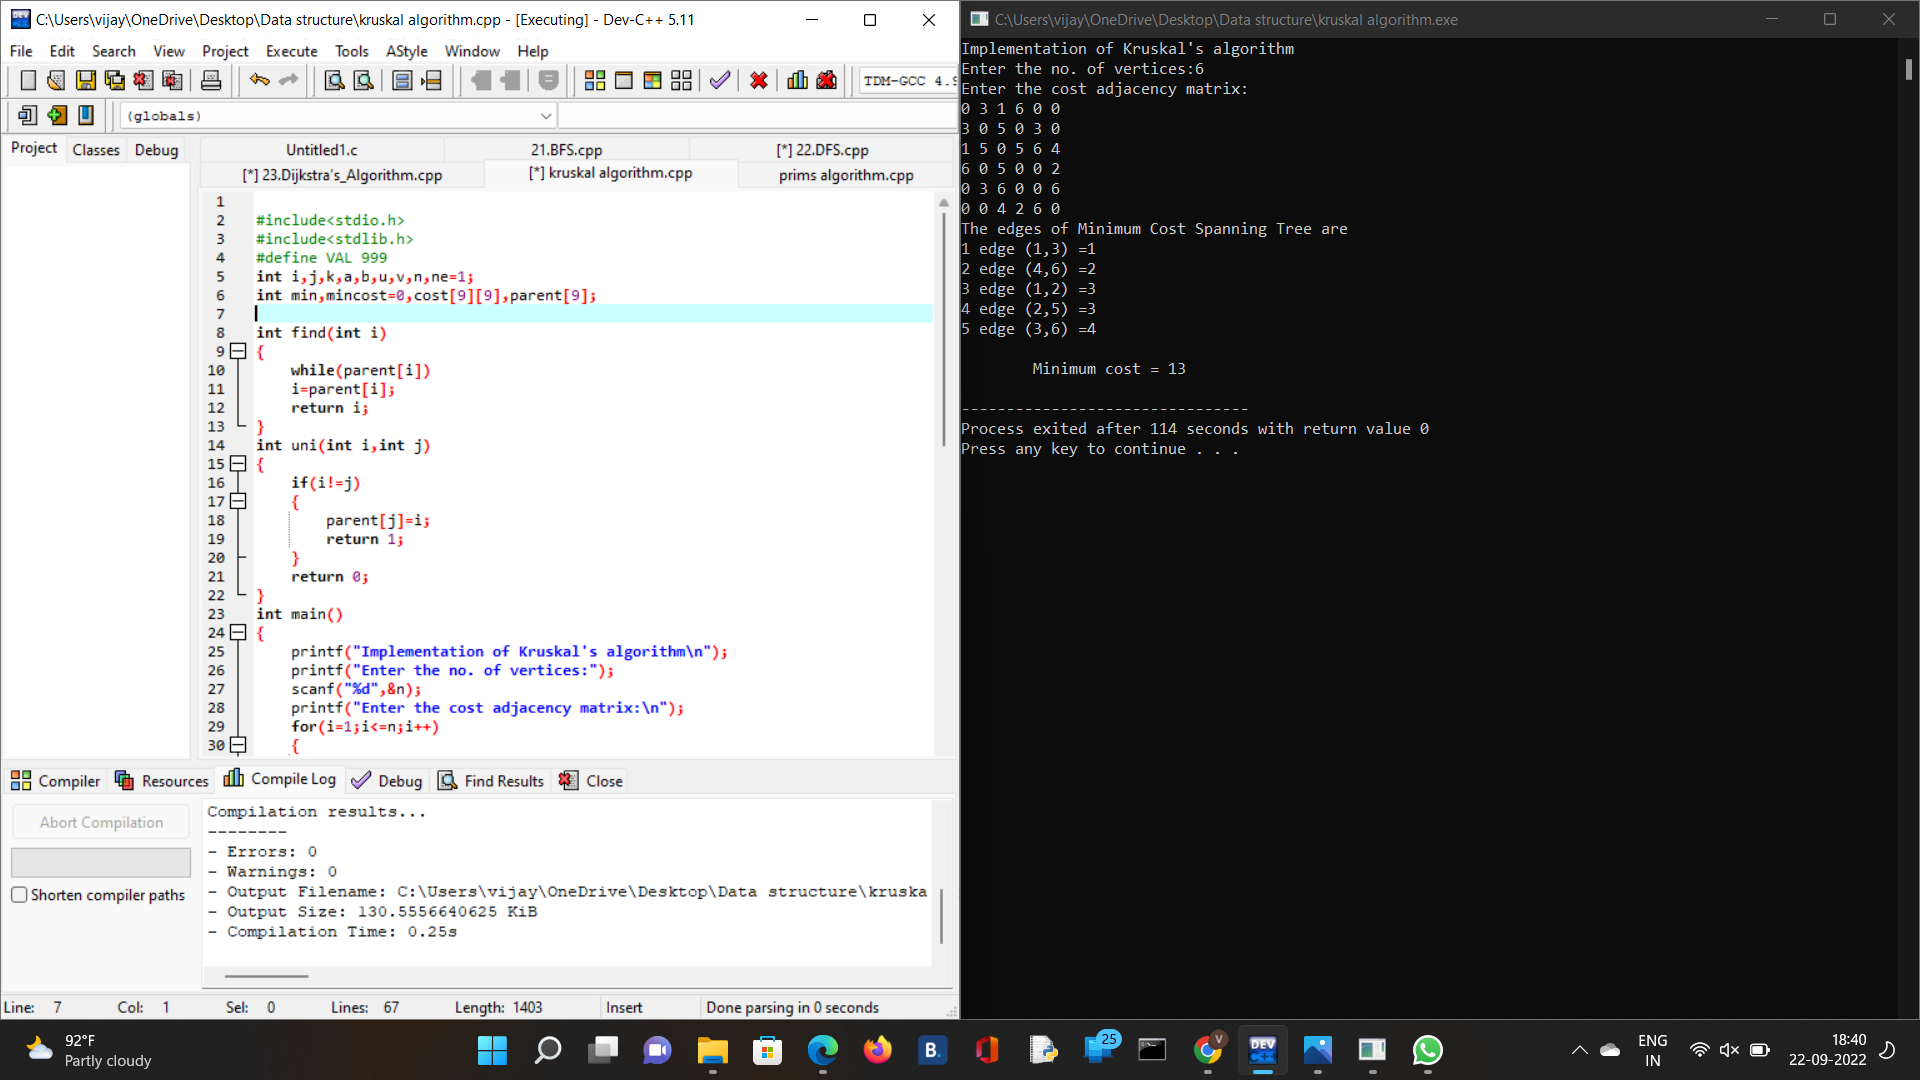 C:\Users\vijay\OneDrive\Desktop\Data structure\kruskal algorithm.cpp - [Executing] - Dev-C++ 5.11
File Edit Search View Project Execute Tools AStyle Window Help
TDM-GCC 4.9
(globals)
Project Classes Debug
Untitled1.c 21.BFS.cpp [*] 22.DFS.cpp
[*] 23.Dijkstra's_Algorithm.cpp [*] kruskal algorithm.cpp prims algorithm.cpp
1
2 #include<stdio.h>
3 #include<stdlib.h>
4 #define VAL 999
5 int i,j,k,a,b,u,v,n,ne=1;
6 int min,mincost=0,cost[9][9],parent[9];
7
8 int find(int i)
9 {
10 while(parent[i])
11 i=parent[i];
12 return i;
13 }
14 int uni(int i,int j)
15 {
16 if(i!=j)
17 {
18 parent[j]=i;
19 return 1;
20 }
21 return 0;
22 }
23 int main()
24 {
25 printf("Implementation of Kruskal's algorithm\n");
26 printf("Enter the no. of vertices:");
27 scanf("%d",&n);
28 printf("Enter the cost adjacency matrix:\n");
29 for(i=1;i<=n;i++)
30 {
Compiler Resources Compile Log Debug Find Results Close
Abort Compilation
Shorten compiler paths
Compilation results...
--------
- Errors: 0
- Warnings: 0
- Output Filename: C:\Users\vijay\OneDrive\Desktop\Data structure\kruska
- Output Size: 130.5556640625 KiB
- Compilation Time: 0.25s
Line: 7 Col: 1 Sel: 0 Lines: 67 Length: 1403 Insert Done parsing in 0 seconds
C:\Users\vijay\OneDrive\Desktop\Data structure\kruskal algorithm.exe
Implementation of Kruskal's algorithm
Enter the no. of vertices:6
Enter the cost adjacency matrix:
0 3 1 6 0 0
3 0 5 0 3 0
1 5 0 5 6 4
6 0 5 0 0 2
0 3 6 0 0 6
0 0 4 2 6 0
The edges of Minimum Cost Spanning Tree are
1 edge (1,3) =1
2 edge (4,6) =2
3 edge (1,2) =3
4 edge (2,5) =3
5 edge (3,6) =4
Minimum cost = 13
--------------------------------
Process exited after 114 seconds with return value 0
Press any key to continue . . .
92°F
Partly cloudy
B.
25
V
DEV
C++
ENG
IN
18:40
22-09-2022